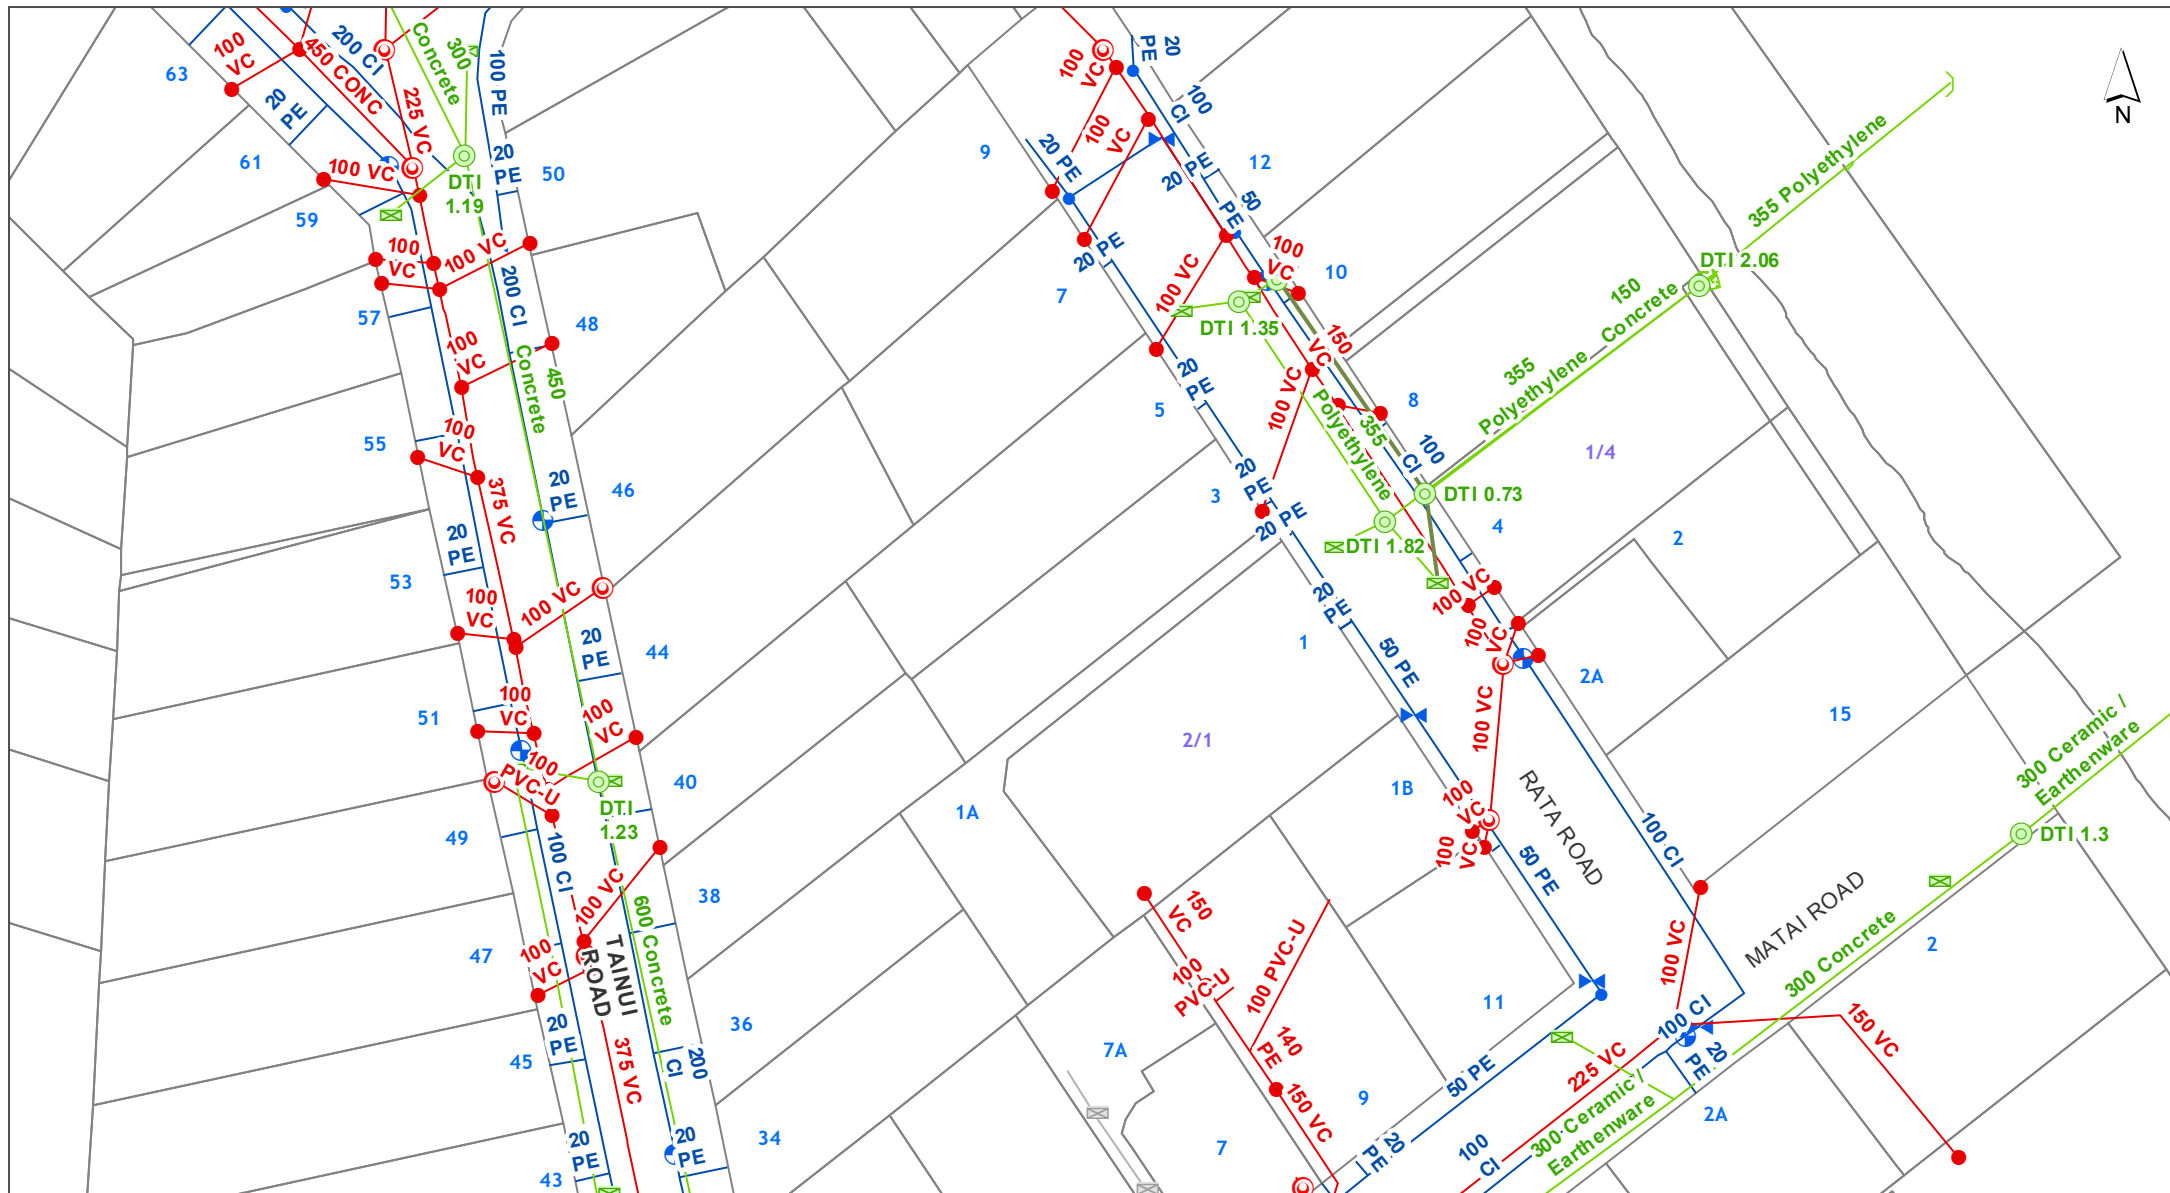 63
100
VC
450 CONC
200 CI
Concrete
300
100 PE
20
PE
225 VC
61
100 VC
DTI
1.19
20
PE
50
59
100
VC
100 VC
200 CI
57
48
100
VC
Concrete
450
55
100
VC
375 VC
20
PE
46
20
PE
53
100
VC
100 VC
20
PE
44
51
100
VC
100
VC
100
PVC-U
40
DTI
1.23
49
100 CI
100 VC
38
600 Concrete
47
100
VC
TAINUI
ROAD
36
20
PE
45
375 VC
200
CI
34
20
PE
20
PE
43
100
VC
20
PE
100
CI
9
20 PE
100
VC
20 PE
12
50
PE
7
20 PE
100 VC
100
VC
10
DTI 1.35
150
VC
355 Polyethylene
DTI 2.06
150
Concrete
355
Polyethylene
5
20
PE
100 VC
8
355
Polyethylene
100
CI
1/4
3
20
PE
20 PE
DTI 0.73
DTI 1.82
4
2
1
20
PE
PE
100 VC
100
VC
50 PE
2A
2/1
100 VC
15
1A
1B
100
VC
100
VC
RATA ROAD
50 PE
100 CI
300 Ceramic /
Earthenware
DTI 1.3
150
VC
100
PVC-U
100 PVC-U
MATAI ROAD
100 VC
300 Concrete
2
11
100 CI
7A
140
PE
150 VC
50 PE
225 VC
20
PE
150 VC
9
300 Ceramic /
Earthenware
2A
7
20
PE
100
CI
N